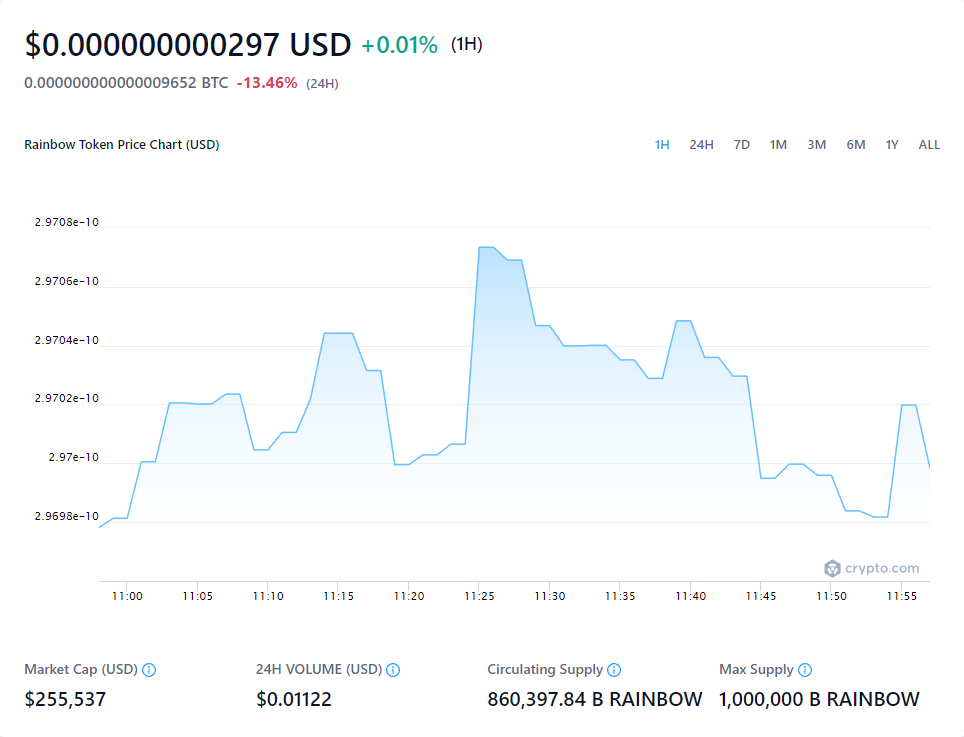 $0.000000000297 USD +0.01% (1H)
0.000000000000009652 BTC -13.46% (24H)
Rainbow Token Price Chart (USD) 1H 24H 7D 1M 3M 6M 1Y ALL
2.9708e-10
2.9706e-10
2.9704e-10
2.9702e-10
2.97e-10
2.9698e-10
crypto.com
11:00 11:05 11:10 11:15 11:20 11:25 11:30 11:35 11:40 11:45 11:50 11:55
Market Cap (USD) 24H VOLUME (USD) Circulating Supply Max Supply
$255,537 $0.01122 860,397.84 B RAINBOW 1,000,000 B RAINBOW